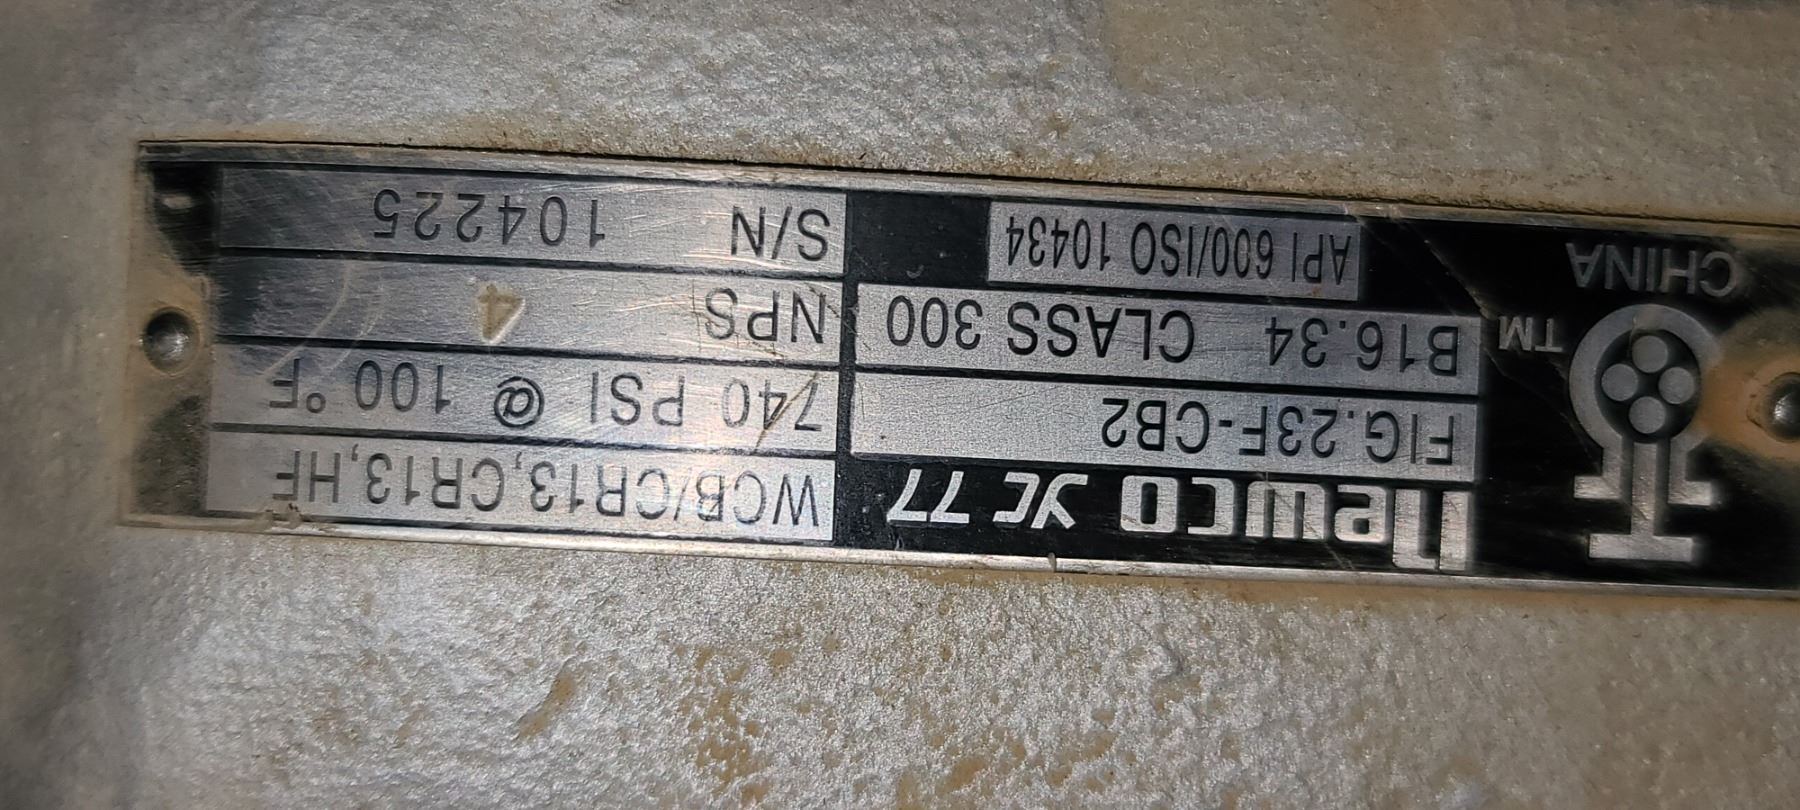 newco YC 77
FIG.23F-CB2
B16.34 CLASS 300
API 600/ISO 10434
TM
CHINA
WCB/CR13,CR13,HF
740 PSI @ 100 °F
NPS 4
S/N 104225